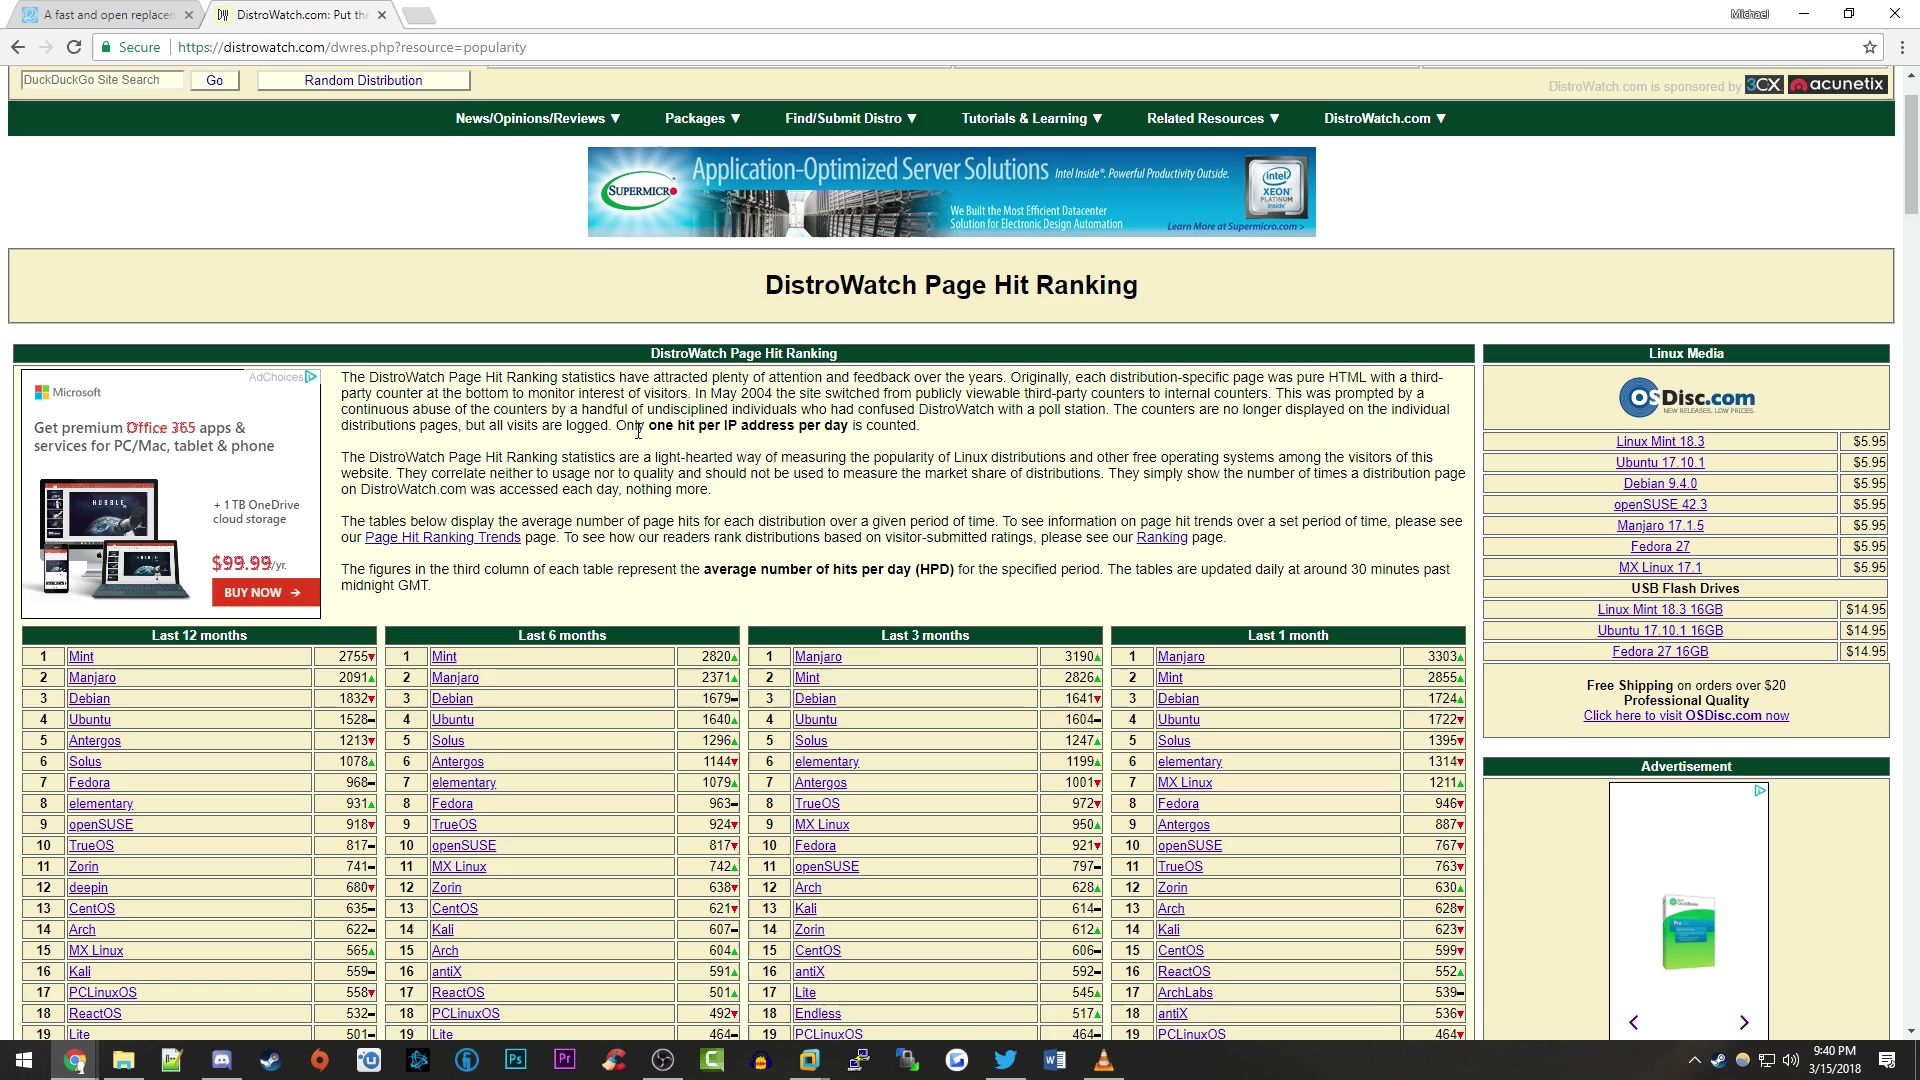 A fast and open replacem
DistroWatch.com: Put the
Michael
Secure
https://distrowatch.com/dwres.php?resource=popularity
DuckDuckGo Site Search
Go
Random Distribution
DistroWatch.com is sponsored by 3CX acunetix
News/Opinions/Reviews ▼ Packages ▼ Find/Submit Distro ▼ Tutorials & Learning ▼ Related Resources ▼ DistroWatch.com ▼
SUPERMICR
Application-Optimized Server Solutions Intel Inside®. Powerful Productivity Outside.
We Built the Most Efficient Datacenter
Solution for Electronic Design Automation
Learn More at Supermicro.com >
intel
XEON
PLATINUM
inside
DistroWatch Page Hit Ranking
DistroWatch Page Hit Ranking
AdChoices
Microsoft
Get premium Office 365 apps &
services for PC/Mac, tablet & phone
HUBBLE
+ 1 TB OneDrive
cloud storage
$99.99/yr.
BUY NOW →
The DistroWatch Page Hit Ranking statistics have attracted plenty of attention and feedback over the years. Originally, each distribution-specific page was pure HTML with a third-
party counter at the bottom to monitor interest of visitors. In May 2004 the site switched from publicly viewable third-party counters to internal counters. This was prompted by a
continuous abuse of the counters by a handful of undisciplined individuals who had confused DistroWatch with a poll station. The counters are no longer displayed on the individual
distributions pages, but all visits are logged. Only one hit per IP address per day is counted.
The DistroWatch Page Hit Ranking statistics are a light-hearted way of measuring the popularity of Linux distributions and other free operating systems among the visitors of this
website. They correlate neither to usage nor to quality and should not be used to measure the market share of distributions. They simply show the number of times a distribution page
on DistroWatch.com was accessed each day, nothing more.
The tables below display the average number of page hits for each distribution over a given period of time. To see information on page hit trends over a set period of time, please see
our Page Hit Ranking Trends page. To see how our readers rank distributions based on visitor-submitted ratings, please see our Ranking page.
The figures in the third column of each table represent the average number of hits per day (HPD) for the specified period. The tables are updated daily at around 30 minutes past
midnight GMT.
Last 12 months
1 Mint 2755
2 Manjaro 2091
3 Debian 1832
4 Ubuntu 1528
5 Antergos 1213
6 Solus 1078
7 Fedora 968
8 elementary 931
9 openSUSE 918
10 TrueOS 817
11 Zorin 741
12 deepin 680
13 CentOS 635
14 Arch 622
15 MX Linux 565
16 Kali 559
17 PCLinuxOS 558
18 ReactOS 532
19 Lite 501
Last 6 months
1 Mint 2820
2 Manjaro 2371
3 Debian 1679
4 Ubuntu 1640
5 Solus 1296
6 Antergos 1144
7 elementary 1079
8 Fedora 963
9 TrueOS 924
10 openSUSE 817
11 MX Linux 742
12 Zorin 638
13 CentOS 621
14 Kali 607
15 Arch 604
16 antiX 591
17 ReactOS 501
18 PCLinuxOS 492
19 Lite 464
Last 3 months
1 Manjaro 3190
2 Mint 2826
3 Debian 1641
4 Ubuntu 1604
5 Solus 1247
6 elementary 1199
7 Antergos 1001
8 TrueOS 972
9 MX Linux 950
10 Fedora 921
11 openSUSE 797
12 Arch 628
13 Kali 614
14 Zorin 612
15 CentOS 606
16 antiX 592
17 Lite 545
18 Endless 517
19 PCLinuxOS 464
Last 1 month
1 Manjaro 3303
2 Mint 2855
3 Debian 1724
4 Ubuntu 1722
5 Solus 1395
6 elementary 1314
7 MX Linux 1211
8 Fedora 946
9 Antergos 887
10 openSUSE 767
11 TrueOS 763
12 Zorin 630
13 Arch 628
14 Kali 623
15 CentOS 599
16 ReactOS 552
17 ArchLabs 539
18 antiX 536
19 PCLinuxOS 464
Linux Media
OSDisc.com
NEW RELEASES. LOW PRICES.
Linux Mint 18.3 $5.95
Ubuntu 17.10.1 $5.95
Debian 9.4.0 $5.95
openSUSE 42.3 $5.95
Manjaro 17.1.5 $5.95
Fedora 27 $5.95
MX Linux 17.1 $5.95
USB Flash Drives
Linux Mint 18.3 16GB $14.95
Ubuntu 17.10.1 16GB $14.95
Fedora 27 16GB $14.95
Free Shipping on orders over $20
Professional Quality
Click here to visit OSDisc.com now
Advertisement
Pro
9:40 PM
3/15/2018